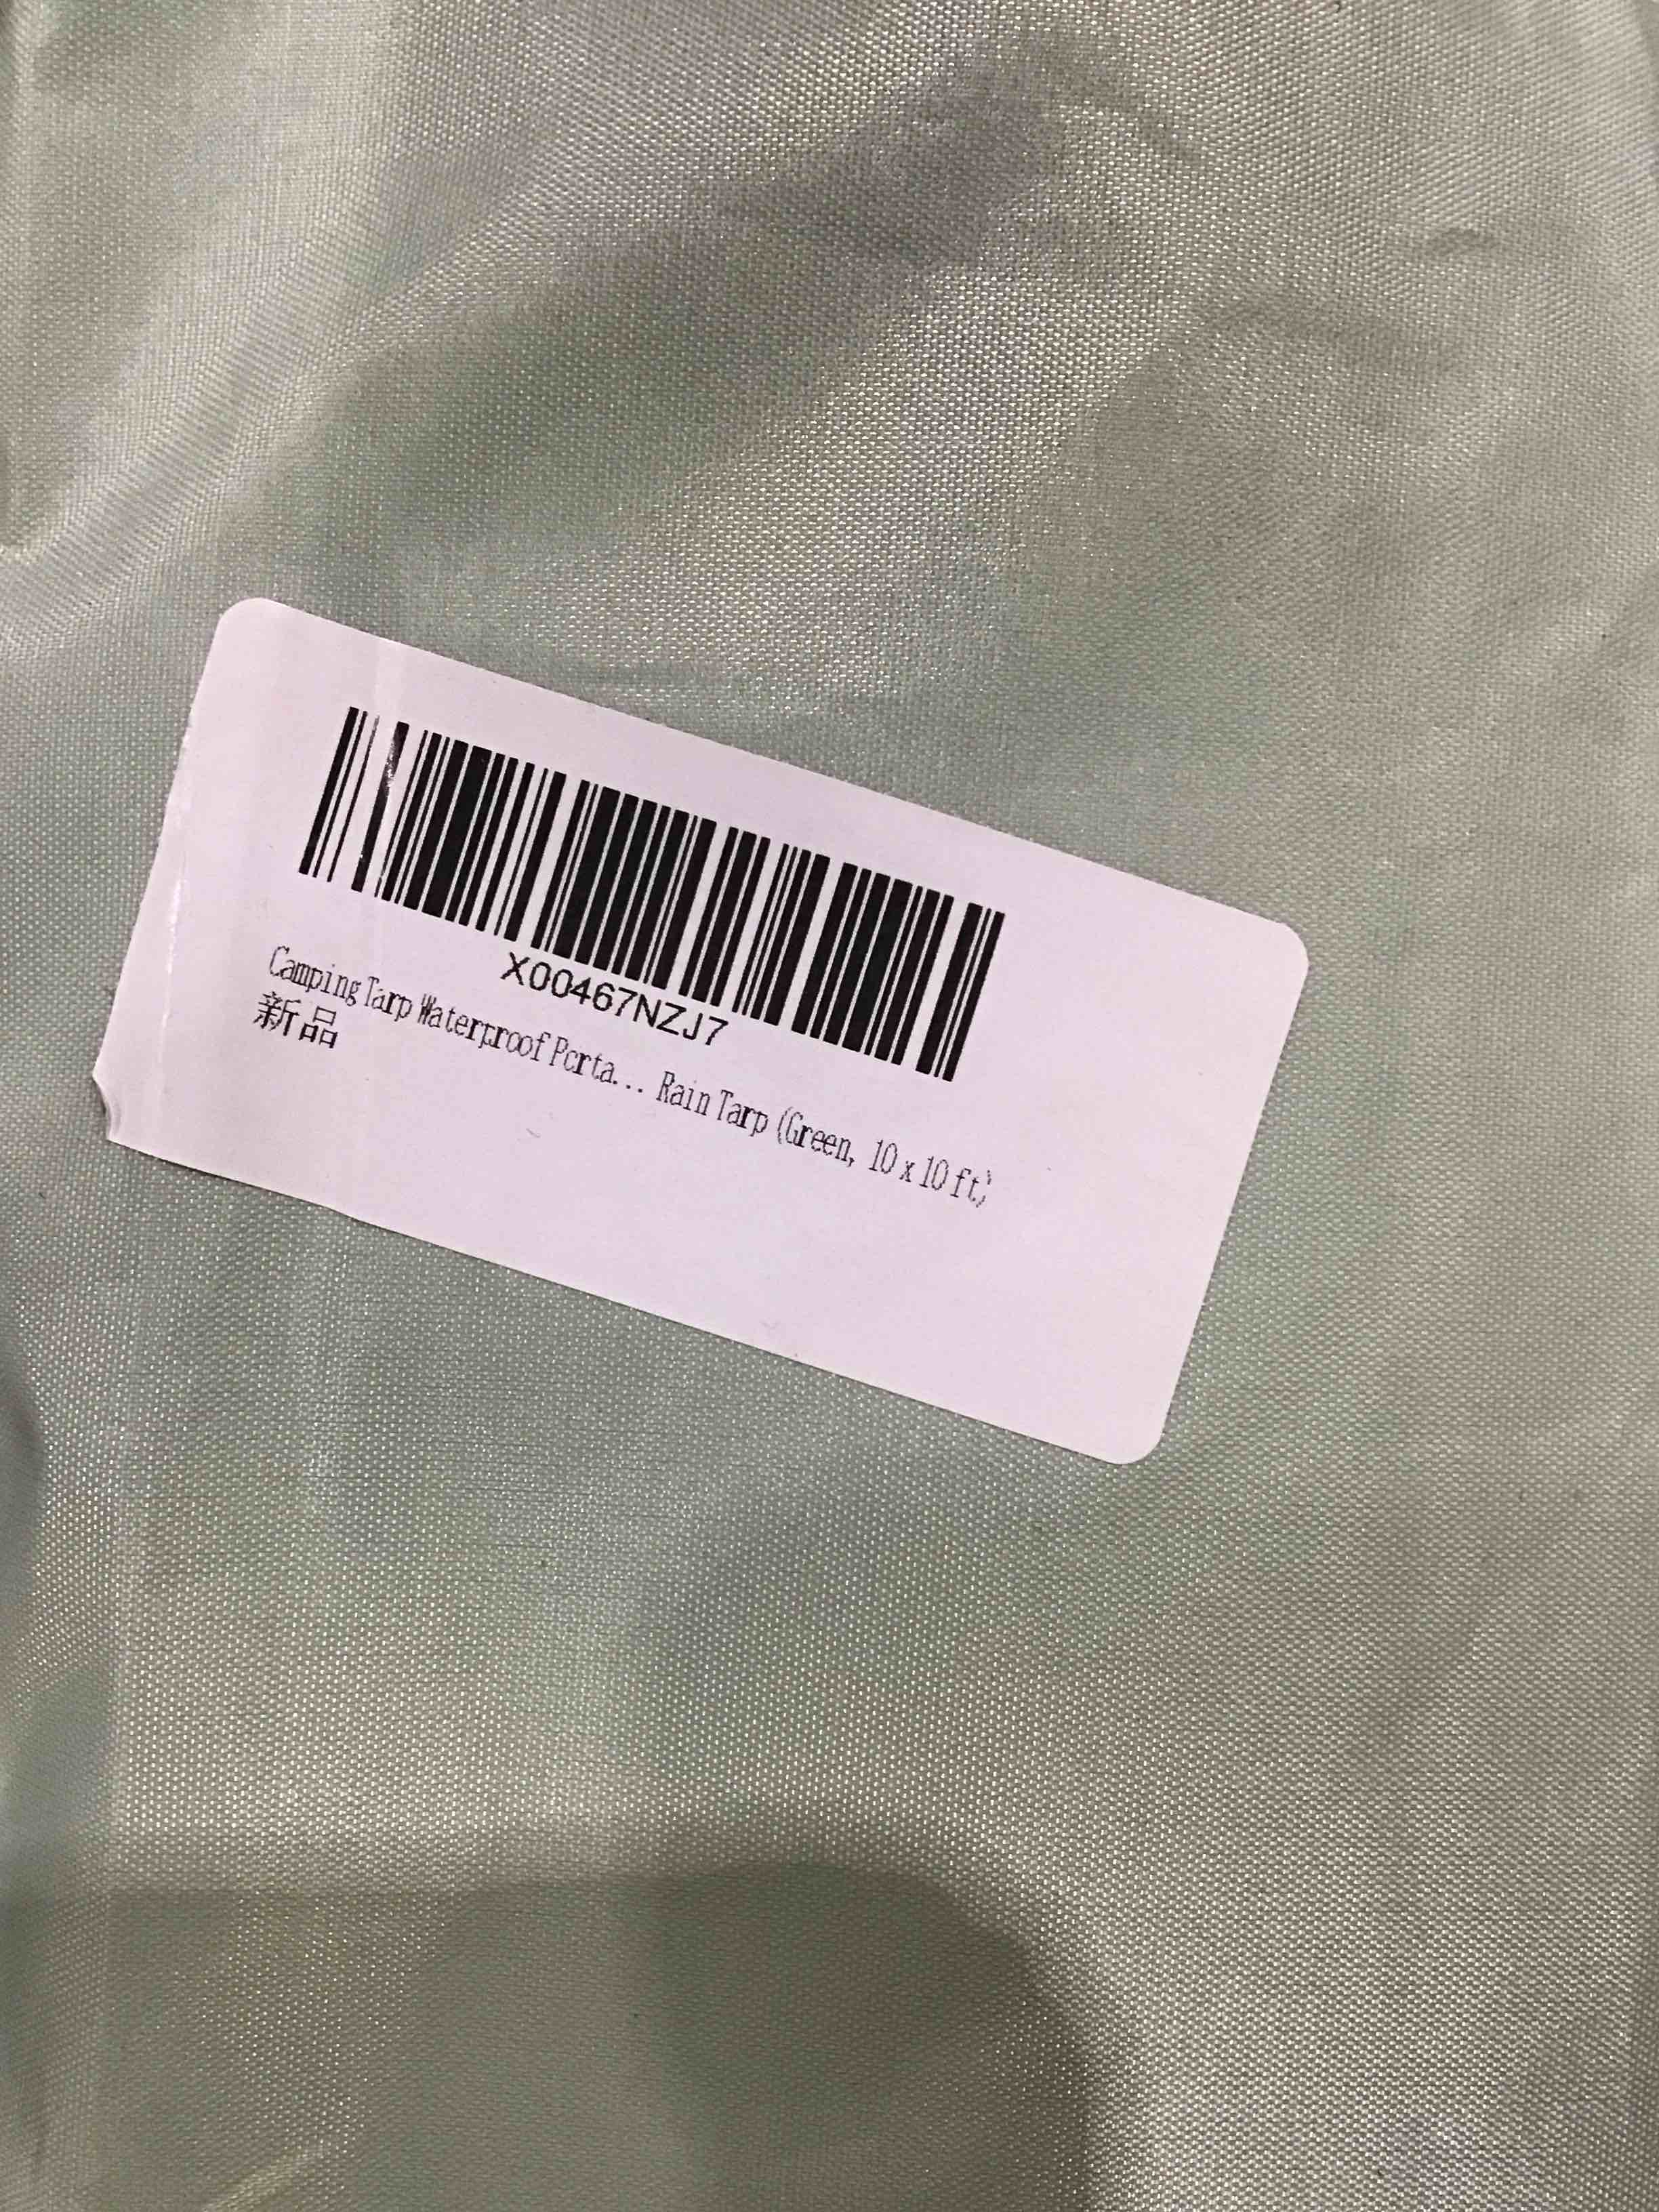 X00467NZJ7
Camping Tarp Waterproof Porta... Rain Tarp (Green, 10 x 10 ft)
新品